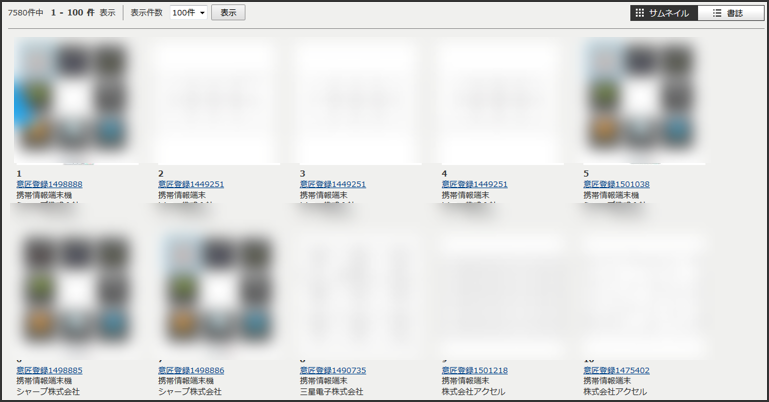 7580件中 1 - 100 件 表示 表示件数 100件 表示 サムネイル 書誌
1 2 3 4 5
意匠登録1498888 意匠登録1449251 意匠登録1449251 意匠登録1449251 意匠登録1501038
携帯情報端末機 携帯情報端末 携帯情報端末 携帯情報端末 携帯情報端末機
意匠登録1498885 意匠登録1498886 意匠登録1490735 意匠登録1501218 意匠登録1475402
携帯情報端末機 携帯情報端末機 携帯情報端末 携帯情報端末 携帯情報端末
シャープ株式会社 シャープ株式会社 三星電子株式会社 株式会社アクセル 株式会社アクセル